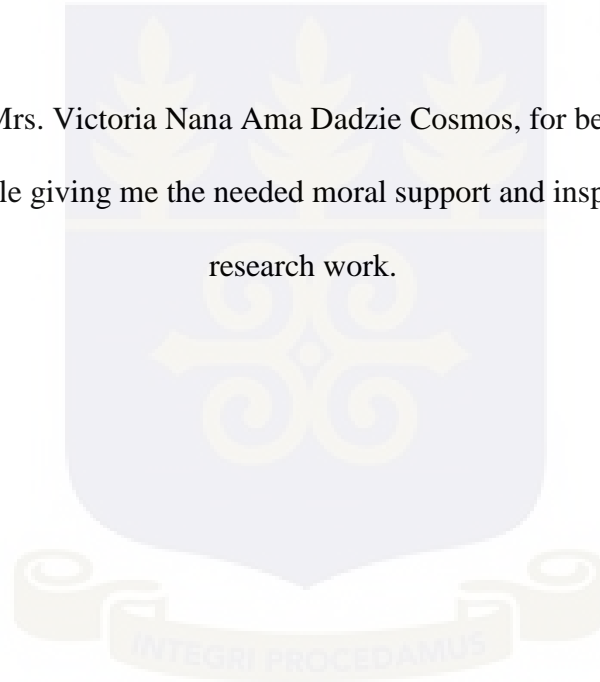 Mrs. Victoria Nana Ama Dadzie Cosmos, for be
le giving me the needed moral support and insp
research work.
INTEGRI PROCEDAMUS